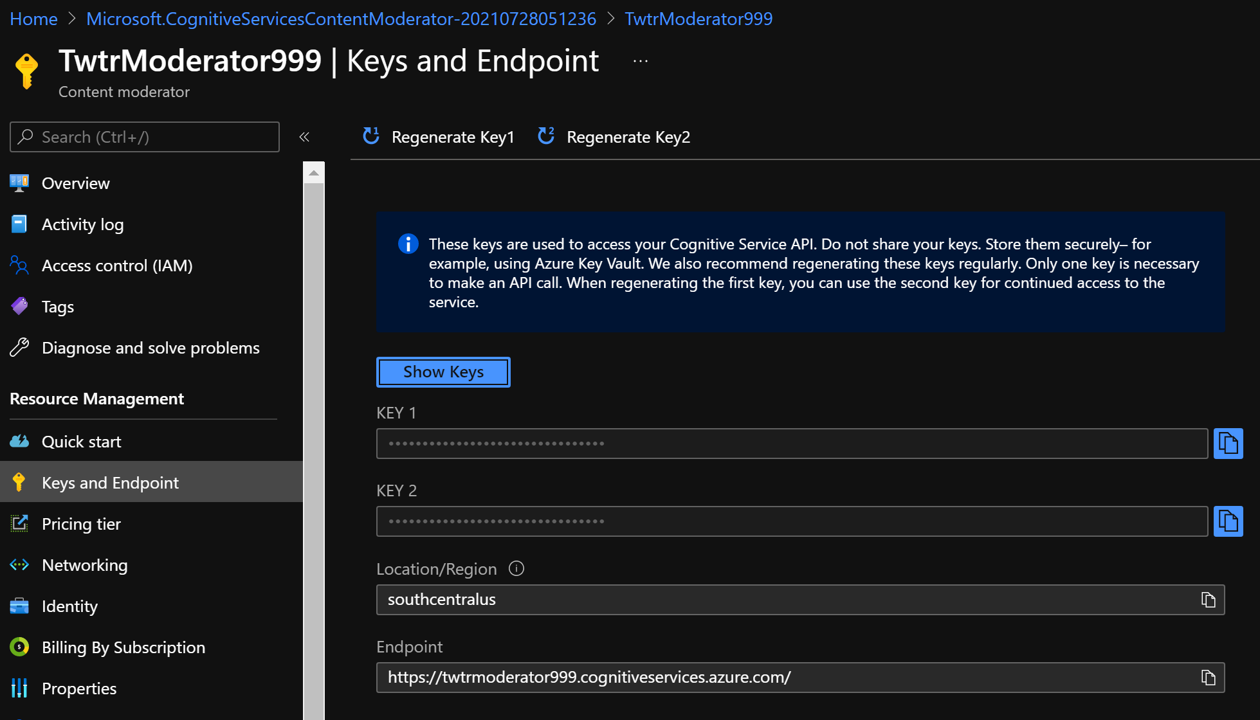 Home > Microsoft.CognitiveServicesContentModerator-20210728051236 > TwtrModerator999
TwtrModerator999 | Keys and Endpoint ...
Content moderator
Search (Ctrl+/)
«
Overview
Activity log
Access control (IAM)
Tags
Diagnose and solve problems
Resource Management
Quick start
Keys and Endpoint
Pricing tier
Networking
Identity
Billing By Subscription
Properties
Regenerate Key1
Regenerate Key2
These keys are used to access your Cognitive Service API. Do not share your keys. Store them securely– for
example, using Azure Key Vault. We also recommend regenerating these keys regularly. Only one key is necessary
to make an API call. When regenerating the first key, you can use the second key for continued access to the
service.
Show Keys
KEY 1
••••••••••••••••••••••••••••••••
KEY 2
••••••••••••••••••••••••••••••••
Location/Region
southcentralus
Endpoint
https://twtrmoderator999.cognitiveservices.azure.com/